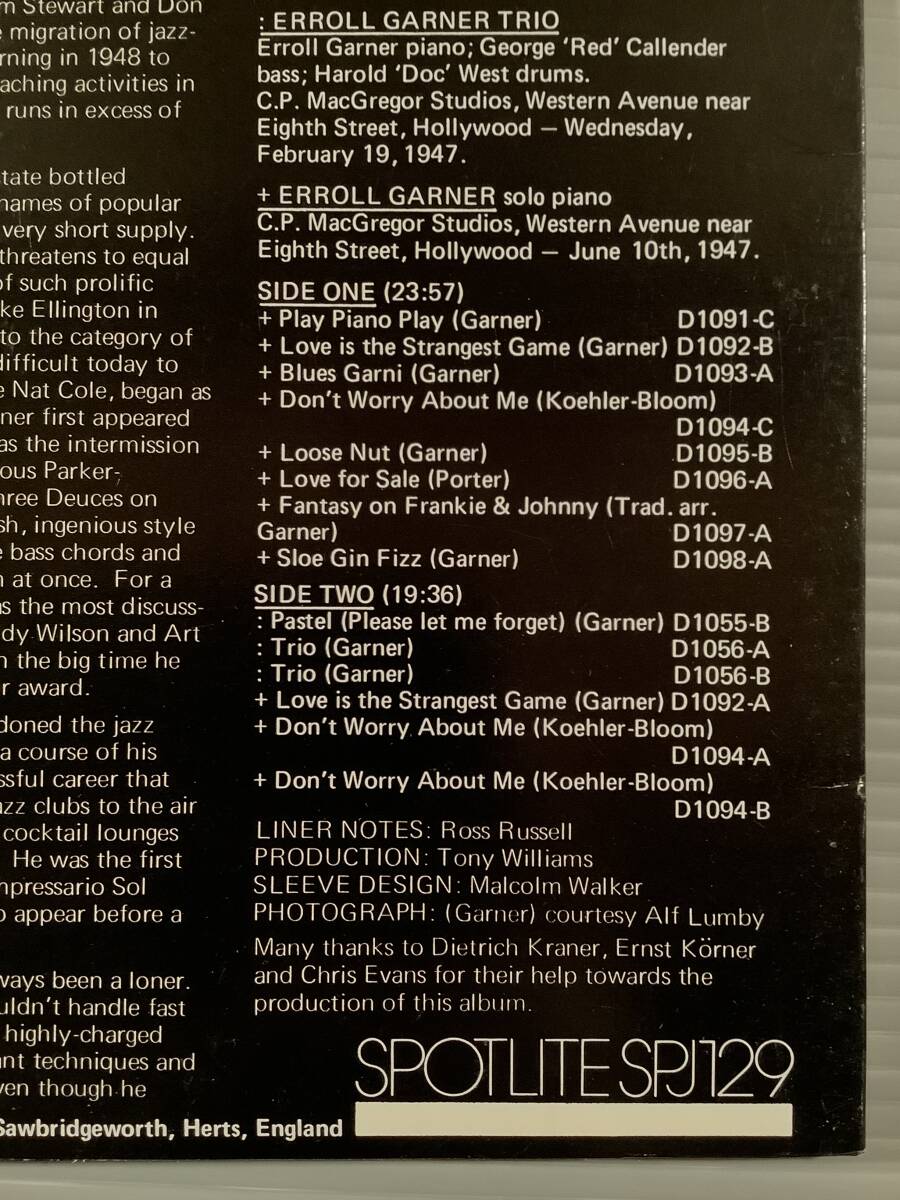 m Stewart and Don
e migration of jazz-
rning in 1948 to
aching activities in
runs in excess of
tate bottled
names of popular
very short supply.
threatens to equal
of such prolific
ke Ellington in
to the category of
difficult today to
e Nat Cole, began as
ner first appeared
as the intermission
ous Parker-
hree Deuces on
sh, ingenious style
e bass chords and
n at once. For a
as the most discuss-
dy Wilson and Art
n the big time he
r award.
doned the jazz
a course of his
ssful career that
azz clubs to the air
cocktail lounges
He was the first
mpressario Sol
o appear before a
ways been a loner.
uldn't handle fast
highly-charged
ant techniques and
ven though he
: ERROLL GARNER TRIO
Erroll Garner piano; George 'Red' Callender
bass; Harold 'Doc' West drums.
C.P. MacGregor Studios, Western Avenue near
Eighth Street, Hollywood — Wednesday,
February 19, 1947.
+ ERROLL GARNER solo piano
C.P. MacGregor Studios, Western Avenue near
Eighth Street, Hollywood — June 10th, 1947.
SIDE ONE (23:57)
+ Play Piano Play (Garner) D1091-C
+ Love is the Strangest Game (Garner) D1092-B
+ Blues Garni (Garner) D1093-A
+ Don't Worry About Me (Koehler-Bloom)
D1094-C
+ Loose Nut (Garner) D1095-B
+ Love for Sale (Porter) D1096-A
+ Fantasy on Frankie & Johnny (Trad. arr.
Garner) D1097-A
+ Sloe Gin Fizz (Garner) D1098-A
SIDE TWO (19:36)
: Pastel (Please let me forget) (Garner) D1055-B
: Trio (Garner) D1056-A
: Trio (Garner) D1056-B
+ Love is the Strangest Game (Garner) D1092-A
+ Don't Worry About Me (Koehler-Bloom)
D1094-A
+ Don't Worry About Me (Koehler-Bloom)
D1094-B
LINER NOTES: Ross Russell
PRODUCTION: Tony Williams
SLEEVE DESIGN: Malcolm Walker
PHOTOGRAPH: (Garner) courtesy Alf Lumby
Many thanks to Dietrich Kraner, Ernst Körner
and Chris Evans for their help towards the
production of this album.
SPOTLITE SPJ129
Sawbridgeworth, Herts, England